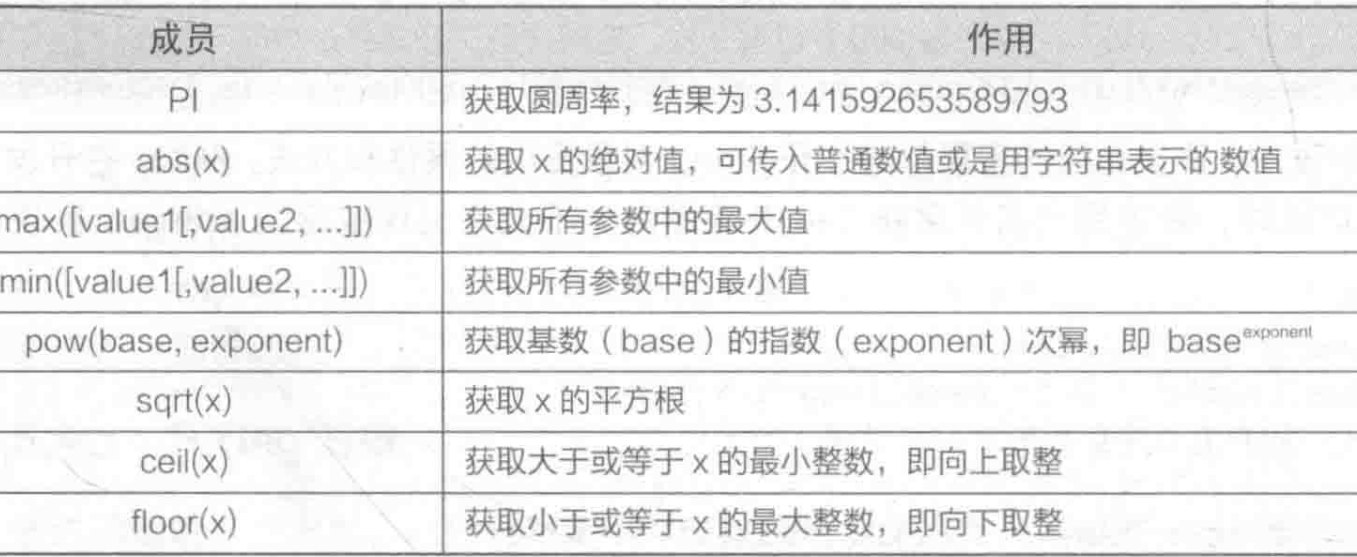 成员 作用
PI 获取圆周率，结果为 3.141592653589793
abs(x) 获取 x 的绝对值，可传入普通数值或是用字符串表示的数值
max([value1[,value2, ...]]) 获取所有参数中的最大值
min([value1[,value2, ...]]) 获取所有参数中的最小值
pow(base, exponent) 获取基数（base）的指数（exponent）次幂，即 base^exponent
sqrt(x) 获取 x 的平方根
ceil(x) 获取大于或等于 x 的最小整数，即向上取整
floor(x) 获取小于或等于 x 的最大整数，即向下取整